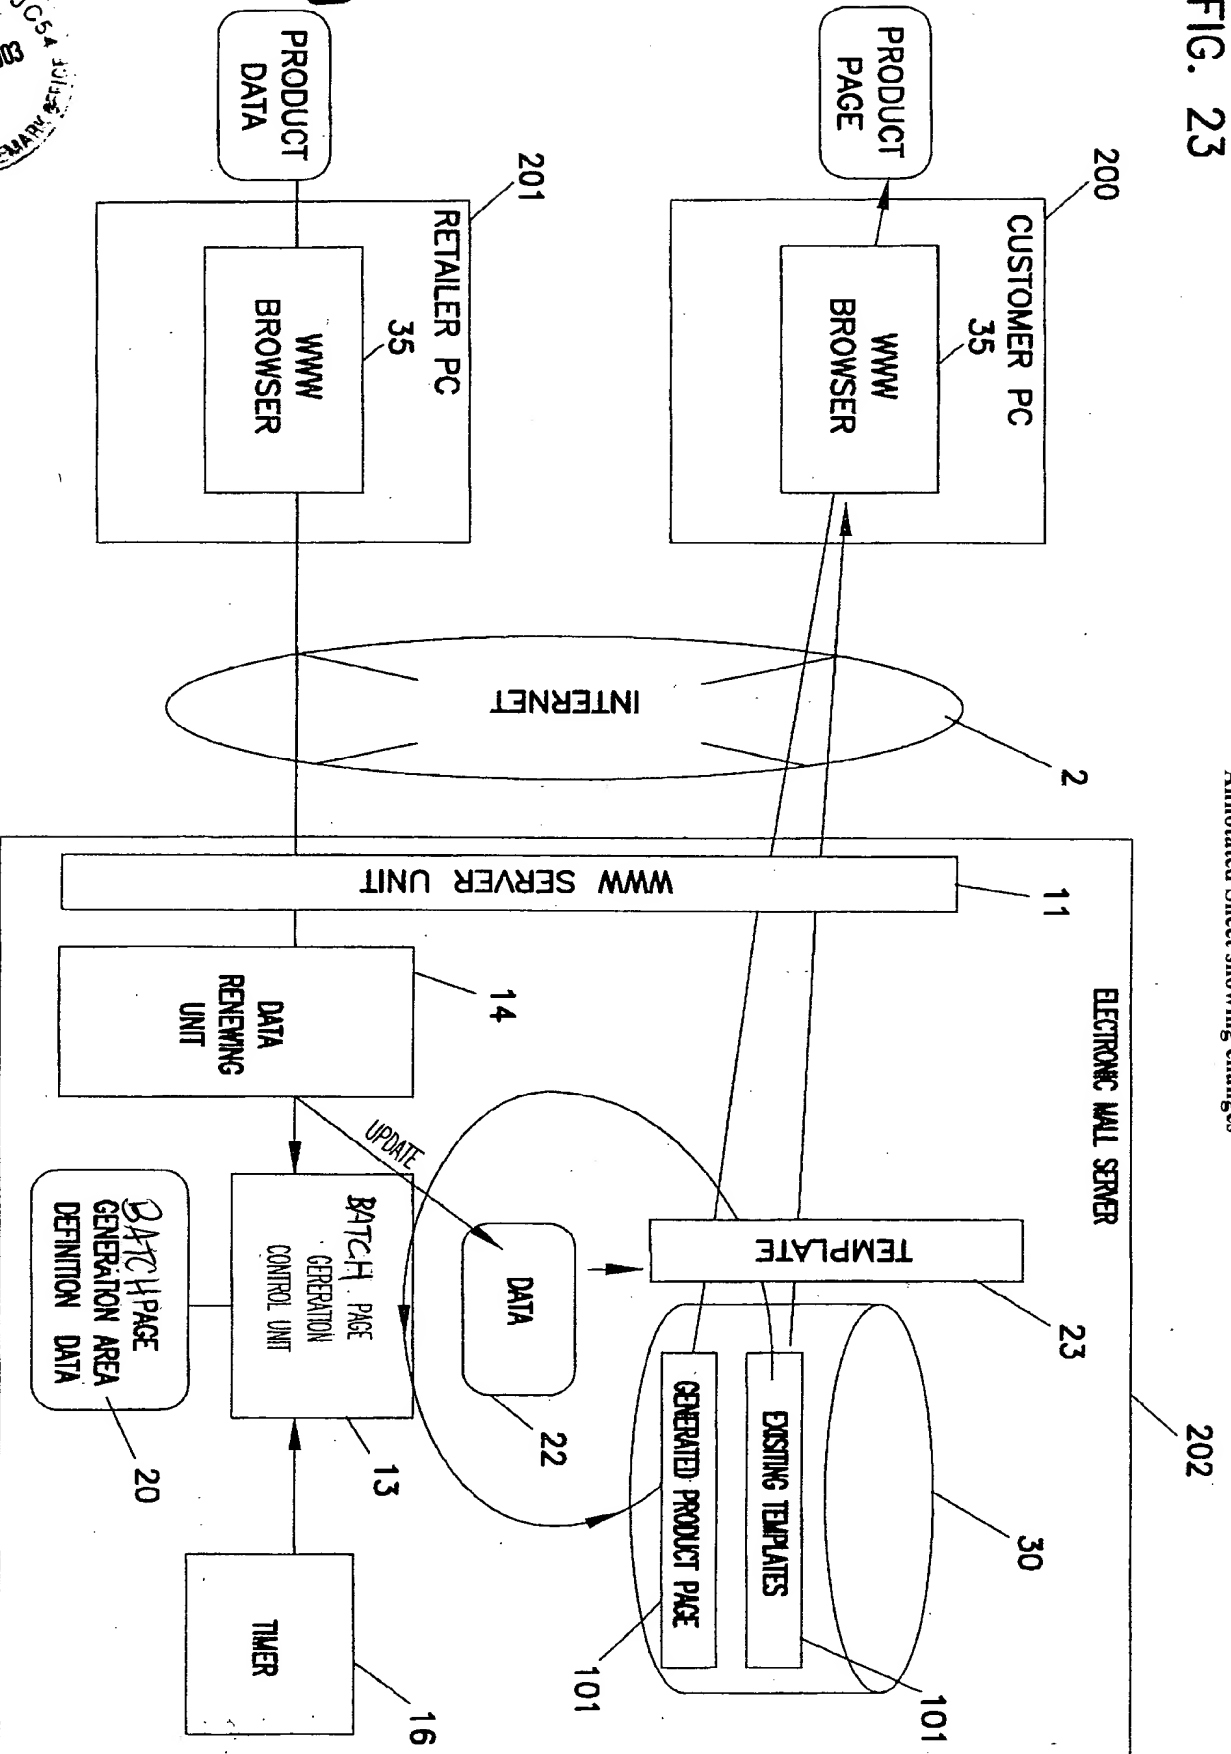 Annotated sheet showing changes
FIG. 23
PRODUCT
PAGE
200
CUSTOMER PC
35
WWW
BROWSER
PRODUCT
DATA
201
RETAILER PC
35
WWW
BROWSER
INTERNET
2
ELECTRONIC MALL SERVER
202
WWW SERVER UNIT
11
DATA
RENEWING
UNIT
14
UPDATE
BATCH PAGE
GERERATION
CONTROL UNIT
13
BATCH PAGE
GENERATION AREA
DEFINITION DATA
20
TIMER
16
DATA
22
TEMPLATE
23
30
EXISITING TEMPLATES
101
GENERATED PRODUCT PAGE
101